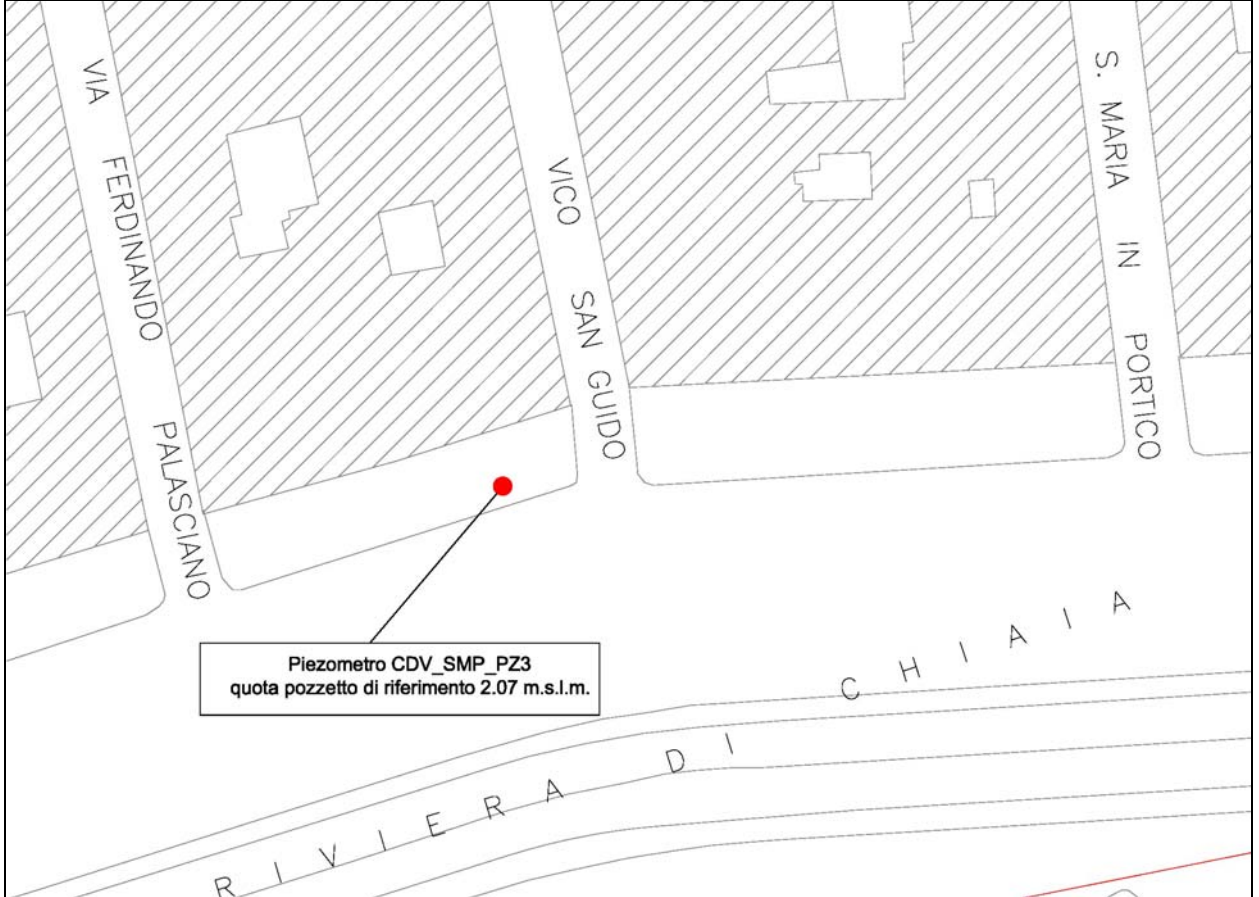 VIA FERDINANDO PALASCIANO
VICO SAN GUIDO
S. MARIA IN PORTICO
Piezometro CDV_SMP_PZ3
quota pozzetto di riferimento 2.07 m.s.l.m.
RIVIERA DI CHIAIA